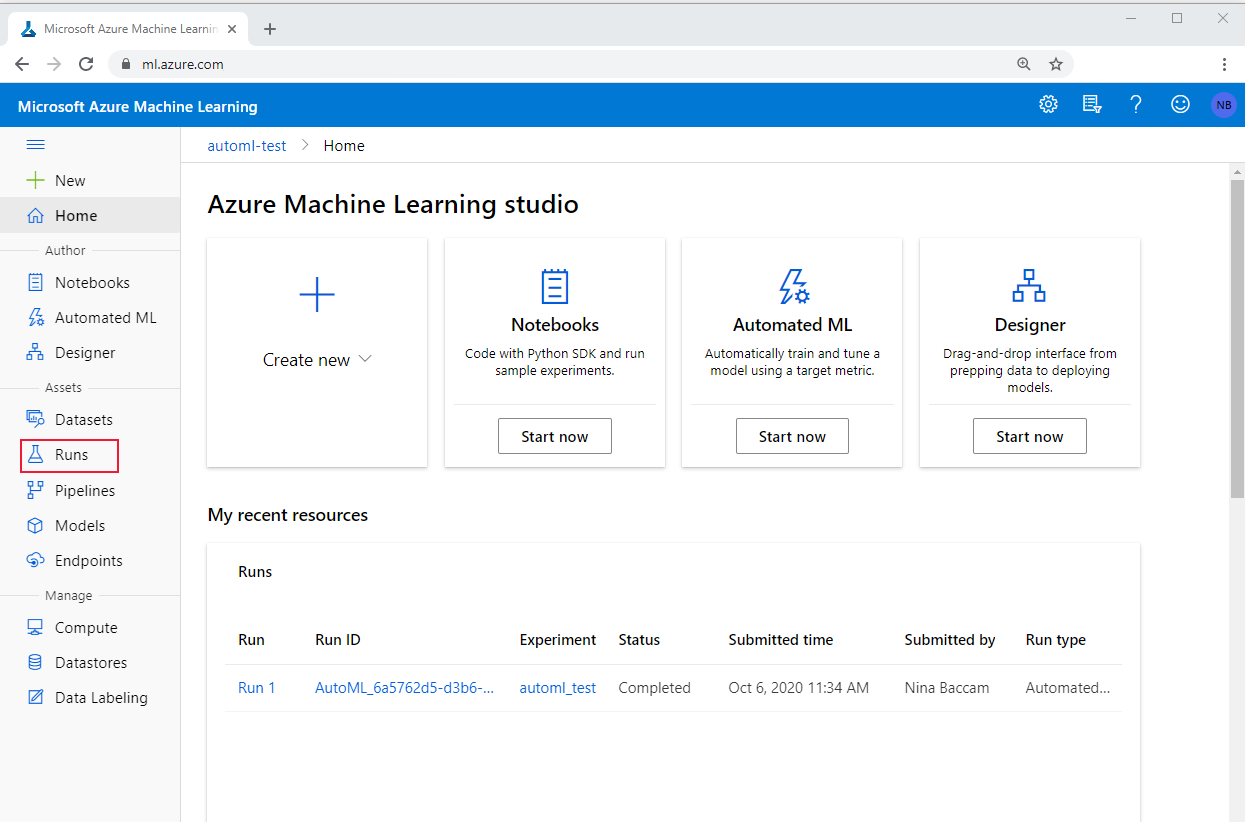 Microsoft Azure Machine Learnin
ml.azure.com
Microsoft Azure Machine Learning
NB
automl-test > Home
New
Home
Author
Notebooks
Automated ML
Designer
Assets
Datasets
Runs
Pipelines
Models
Endpoints
Manage
Compute
Datastores
Data Labeling
Azure Machine Learning studio
Create new
Notebooks
Code with Python SDK and run
sample experiments.
Start now
Automated ML
Automatically train and tune a
model using a target metric.
Start now
Designer
Drag-and-drop interface from
prepping data to deploying
models.
Start now
My recent resources
Runs
Run Run ID Experiment Status Submitted time Submitted by Run type
Run 1 AutoML_6a5762d5-d3b6-... automl_test Completed Oct 6, 2020 11:34 AM Nina Baccam Automated...